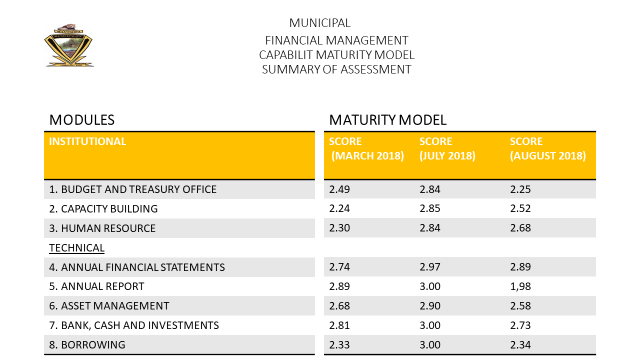 MUNICIPAL
FINANCIAL MANAGEMENT
CAPABILIT MATURITY MODEL
SUMMARY OF ASSESSMENT
MODULES MATURITY MODEL
INSTITUTIONAL SCORE (MARCH 2018) SCORE (JULY 2018) SCORE (AUGUST 2018)
1. BUDGET AND TREASURY OFFICE 2.49 2.84 2.25
2. CAPACITY BUILDING 2.24 2.85 2.52
3. HUMAN RESOURCE 2.30 2.84 2.68
TECHNICAL
4. ANNUAL FINANCIAL STATEMENTS 2.74 2.97 2.89
5. ANNUAL REPORT 2.89 3.00 1,98
6. ASSET MANAGEMENT 2.68 2.90 2.58
7. BANK, CASH AND INVESTMENTS 2.81 3.00 2.73
8. BORROWING 2.33 3.00 2.34